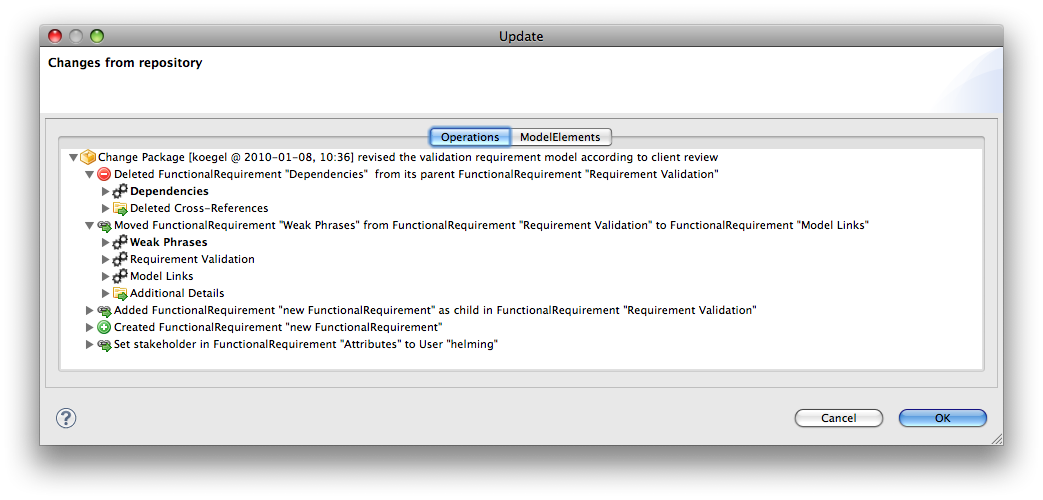 Update
Changes from repository
Operations ModelElements
Change Package [koegel @ 2010-01-08, 10:36] revised the validation requirement model according to client review
Deleted FunctionalRequirement "Dependencies" from its parent FunctionalRequirement "Requirement Validation"
Dependencies
Deleted Cross-References
Moved FunctionalRequirement "Weak Phrases" from FunctionalRequirement "Requirement Validation" to FunctionalRequirement "Model Links"
Weak Phrases
Requirement Validation
Model Links
Additional Details
Added FunctionalRequirement "new FunctionalRequirement" as child in FunctionalRequirement "Requirement Validation"
Created FunctionalRequirement "new FunctionalRequirement"
Set stakeholder in FunctionalRequirement "Attributes" to User "helming"
? Cancel OK